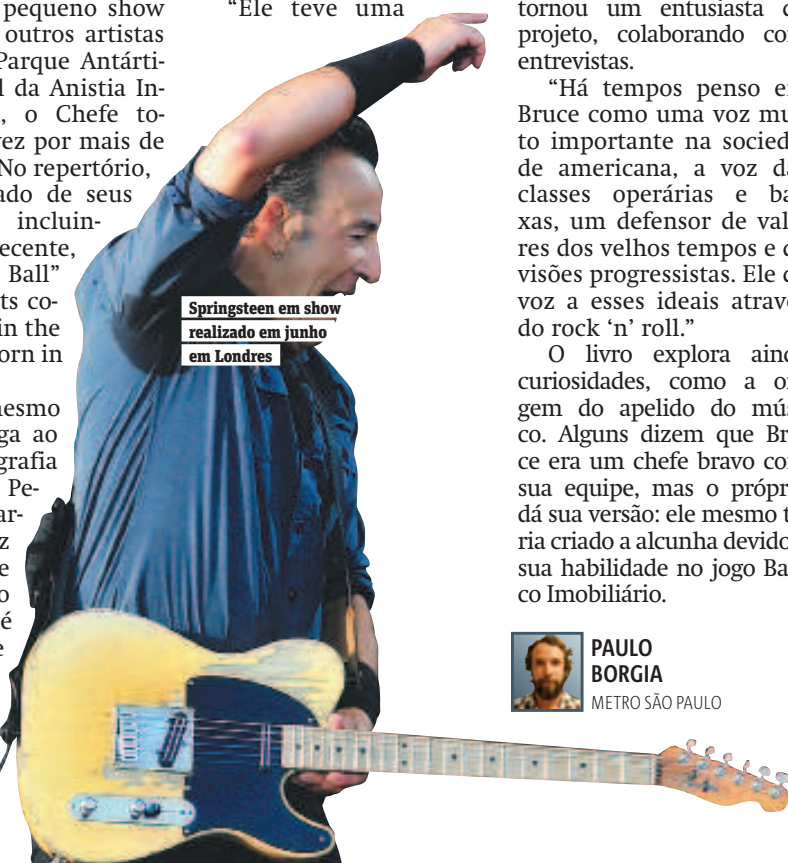 pequeno show
outros artistas
Parque Antárti-
l da Anistia In-
, o Chefe to-
vez por mais de
No repertório,
ado de seus
incluin-
ecente,
Ball”
ts co-
in the
orn in
mesmo
ga ao
grafia
Pe-
ar-
z
e
o
é
e
“Ele teve uma
Springsteen em show
realizado em junho
em Londres
tornou um entusiasta d
projeto, colaborando co
entrevistas.
“Há tempos penso e
Bruce como uma voz mu
to importante na socied
de americana, a voz da
classes operárias e ba
xas, um defensor de val
res dos velhos tempos e d
visões progressistas. Ele d
voz a esses ideais atrav
do rock ‘n’ roll.”
O livro explora aind
curiosidades, como a o
gem do apelido do mús
co. Alguns dizem que Br
ce era um chefe bravo co
sua equipe, mas o própr
dá sua versão: ele mesmo t
ria criado a alcunha devido
sua habilidade no jogo Ba
co Imobiliário.
PAULO
BORGIA
METRO SÃO PAULO